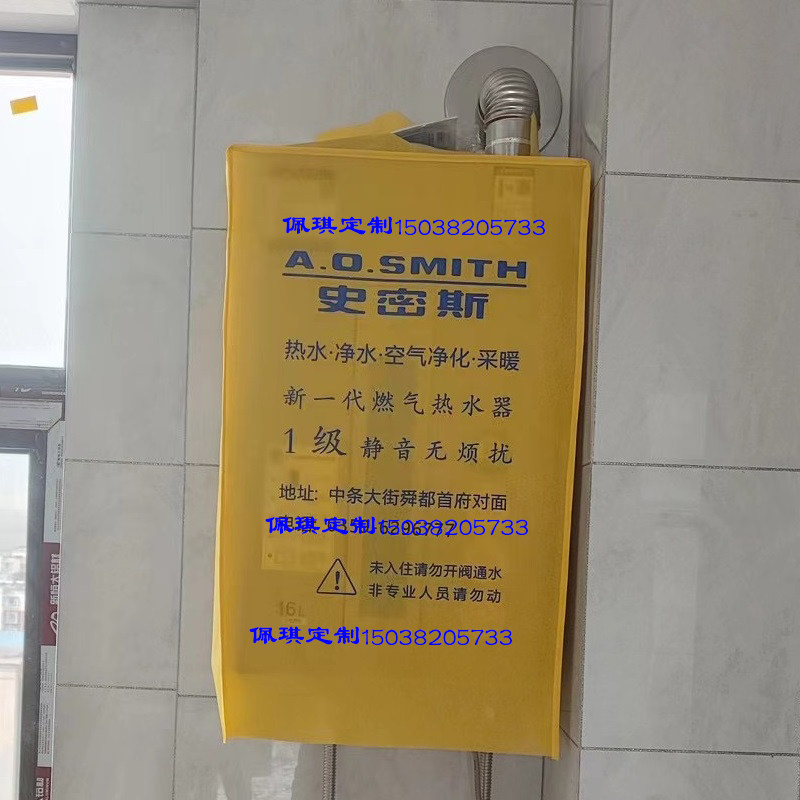 佩琪定制15038205733
A.O.SMITH
史密斯
热水·净水·空气净化·采暖
新一代燃气热水器
1级 静音无烦扰
地址: 中条大街舜都首府对面
佩琪定制15038205733
未入住请勿开阀通水
非专业人员请勿动
16L
佩琪定制15038205733